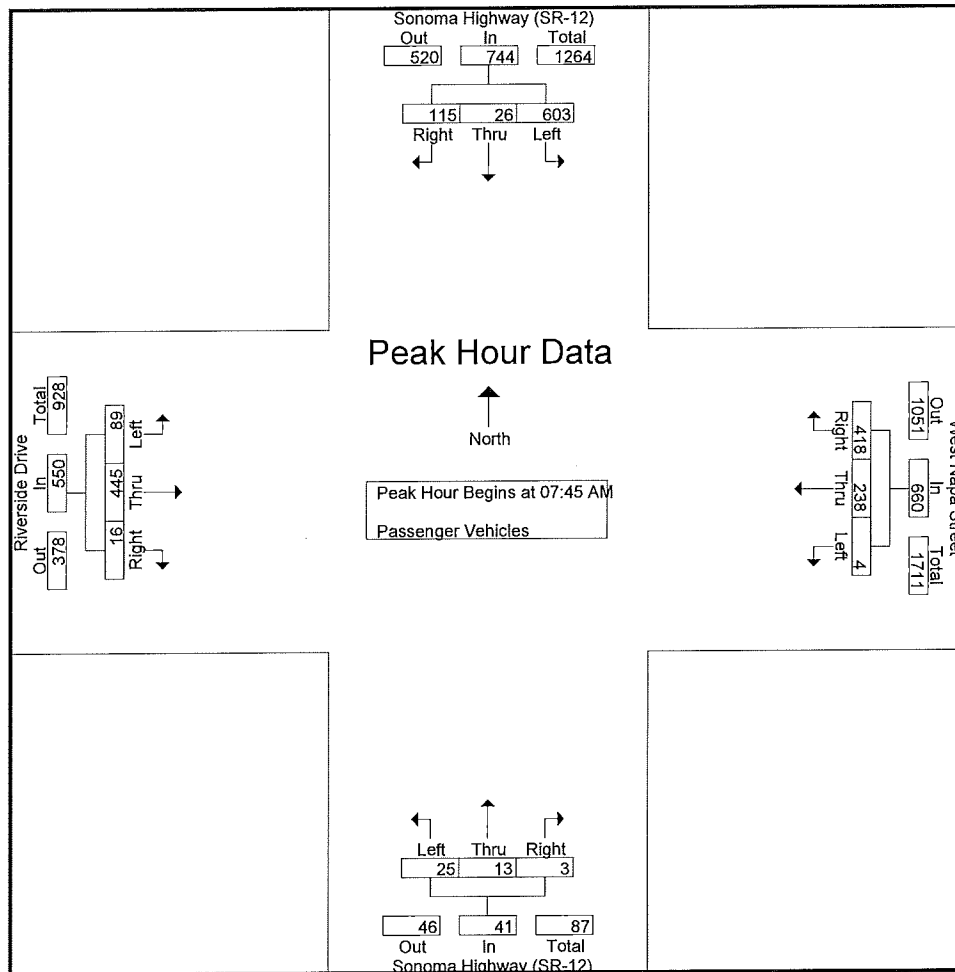 Sonoma Highway (SR-12)
Out In Total
520 744 1264
115 26 603
Right Thru Left
Peak Hour Data
North
Peak Hour Begins at 07:45 AM
Passenger Vehicles
Riverside Drive
Out In Total
378 550 928
16 445 89
Right Thru Left
West Napa Street
Out In Total
1051 660 1711
418 238 4
Right Thru Left
Left Thru Right
25 13 3
46 41 87
Out In Total
Sonoma Highway (SR-12)